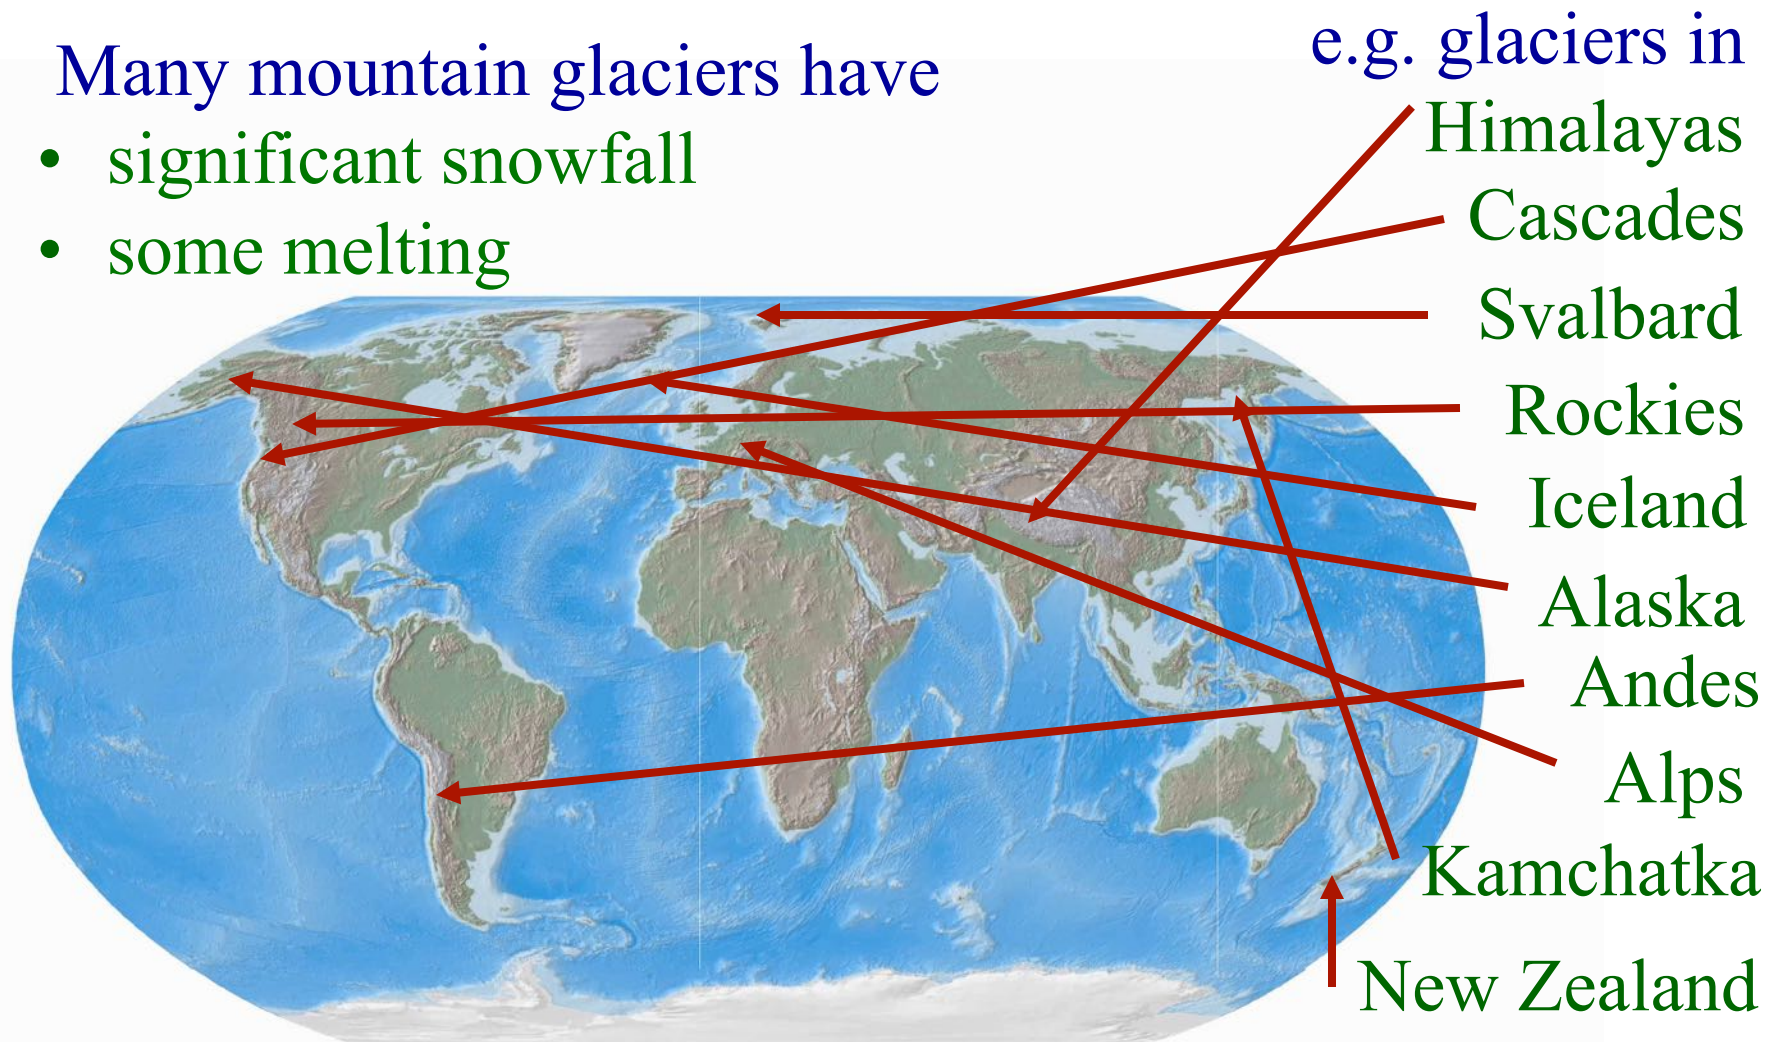 Many mountain glaciers have
• significant snowfall
• some melting
e.g. glaciers in
Himalayas
Cascades
Svalbard
Rockies
Iceland
Alaska
Andes
Alps
Kamchatka
New Zealand